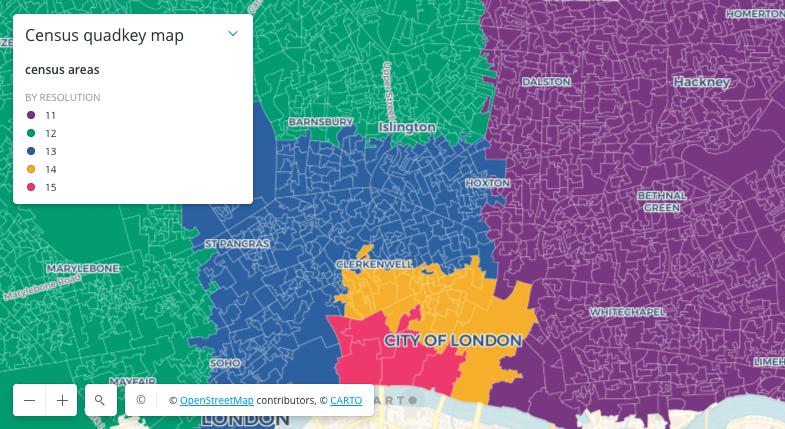 Census quadkey map
census areas
BY RESOLUTION
11
12
13
14
15
HOMERTON
DALSTON
Hackney
Upper Street
BARNSBURY
Islington
HOXTON
BETHNAL
GREEN
ST PANCRAS
CLERKENWELL
MARYLEBONE
Marylebone Road
WHITECHAPEL
CITY OF LONDON
SOHO
LIMEH
MAYFAIR
© © OpenStreetMap contributors, © CARTO
ART
LONDON